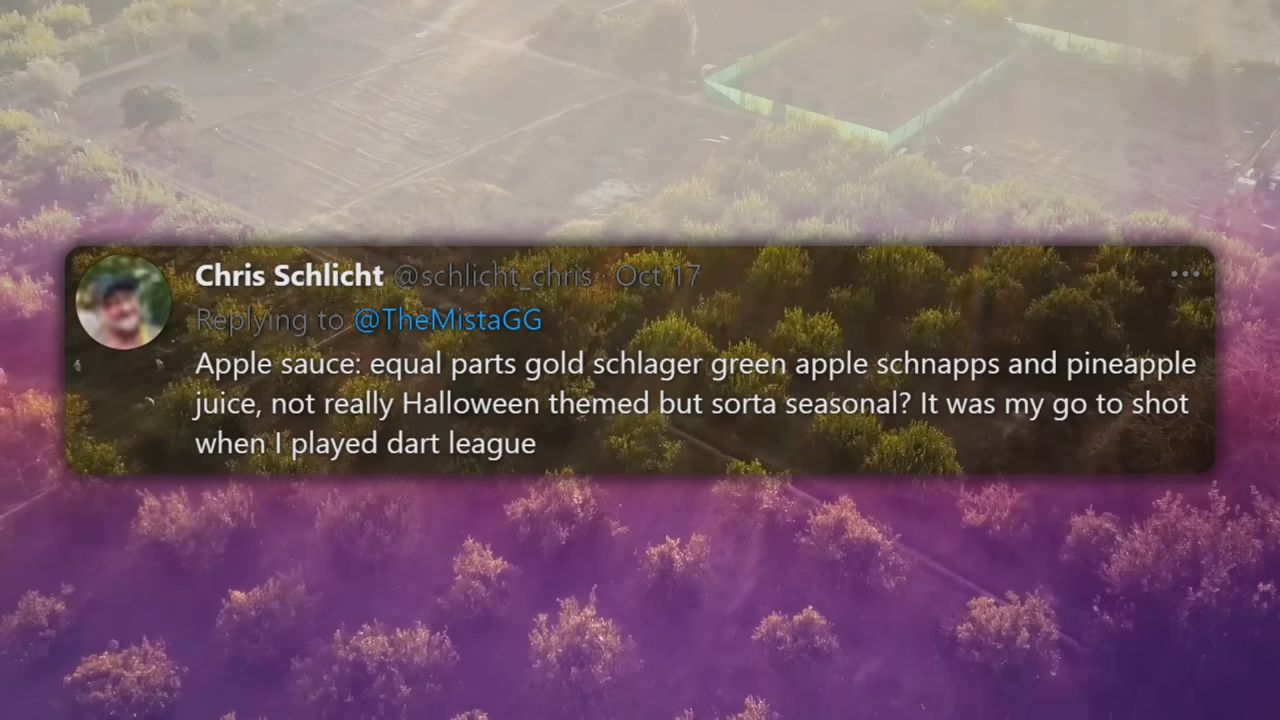 Chris Schlicht @schlicht_chris · Oct 17
Replying to @TheMistaGG
Apple sauce: equal parts gold schlager green apple schnapps and pineapple
juice, not really Halloween themed but sorta seasonal? It was my go to shot
when I played dart league